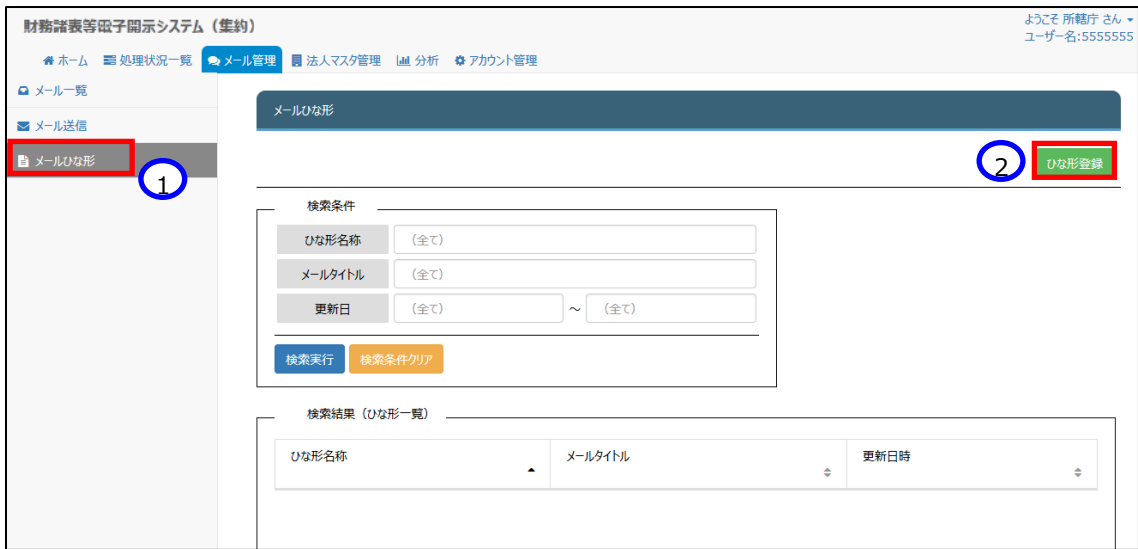 財務諸表等電子開示システム（集約）
ようこそ 所轄庁 さん
ユーザー名:5555555
ホーム 処理状況一覧 メール管理 法人マスタ管理 分析 アカウント管理
メール一覧
メール送信
メールひな形
1
メールひな形
2
ひな形登録
検索条件
ひな形名称 （全て）
メールタイトル （全て）
更新日 （全て） ～ （全て）
検索実行 検索条件クリア
検索結果（ひな形一覧）
ひな形名称 メールタイトル 更新日時